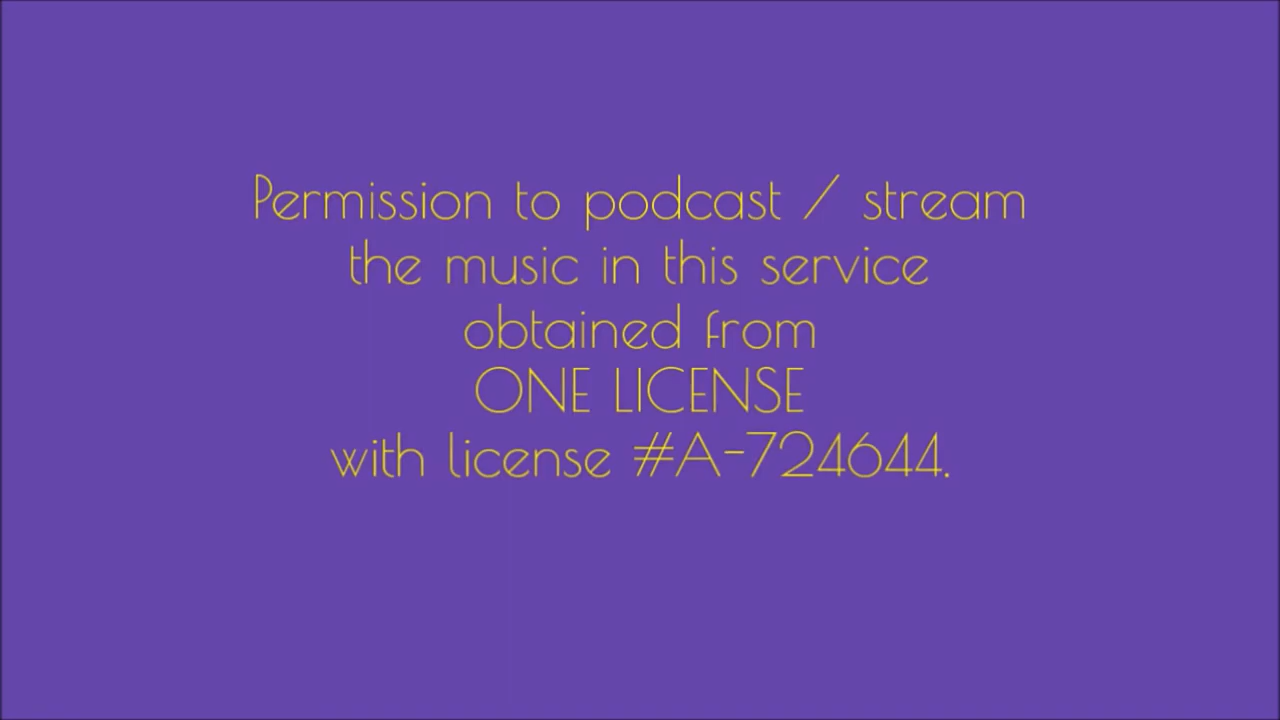 Permission to podcast / stream
the music in this service
obtained from
ONE LICENSE
with license #A-724644.